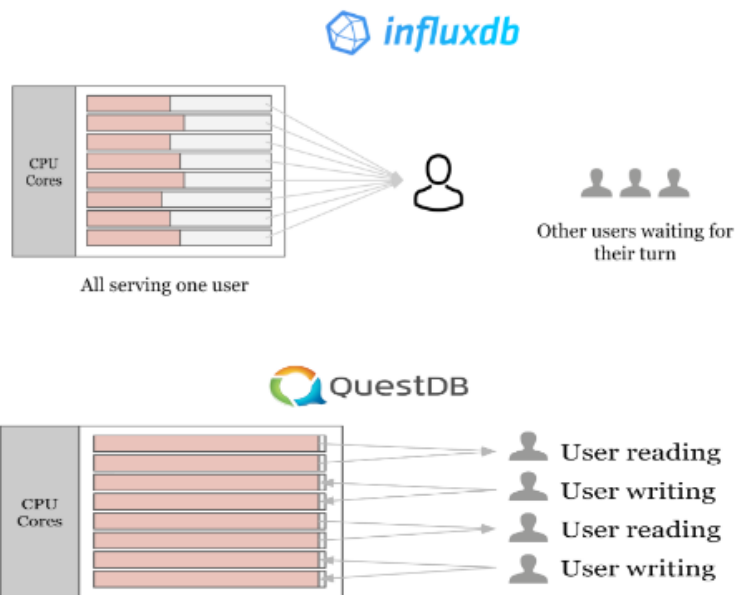 influxdb
CPU
Cores
Other users waiting for
their turn
All serving one user
QuestDB
User reading
User writing
CPU
Cores
User reading
User writing